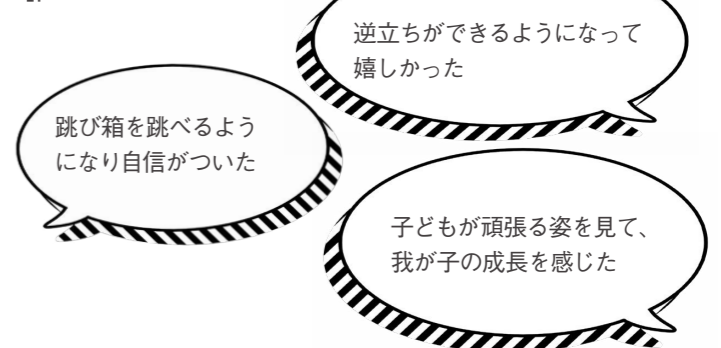 逆立ちができるようになって
嬉しかった
跳び箱を跳べるよう
になり自信がついた
子どもが頑張る姿を見て、
我が子の成長を感じた